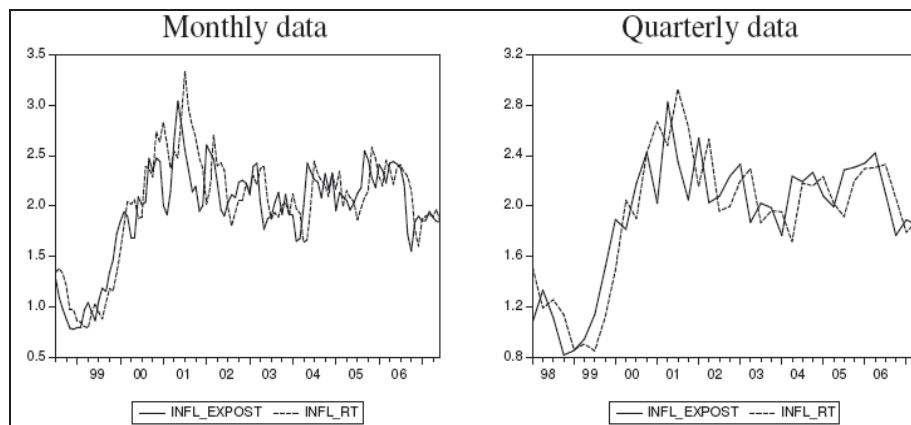 Monthly data
3.5
3.0
2.5
2.0
1.5
1.0
0.5
99 00 01 02 03 04 05 06
INFL_EXPOST INFL_RT
Quarterly data
3.2
2.8
2.4
2.0
1.6
1.2
0.8
98 99 00 01 02 03 04 05 06
INFL_EXPOST INFL_RT